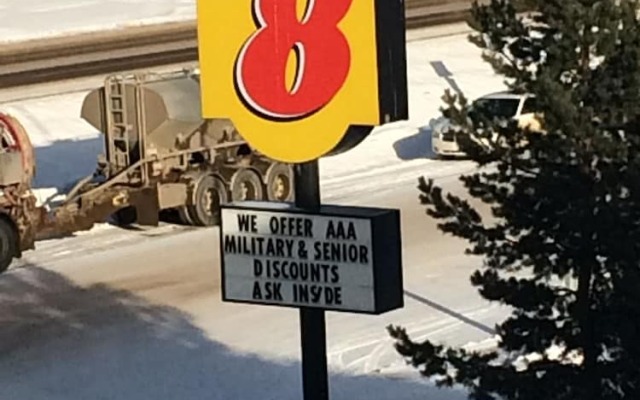 8
WE OFFER AAA
MILITARY & SENIOR
DISCOUNTS
ASK INSIDE